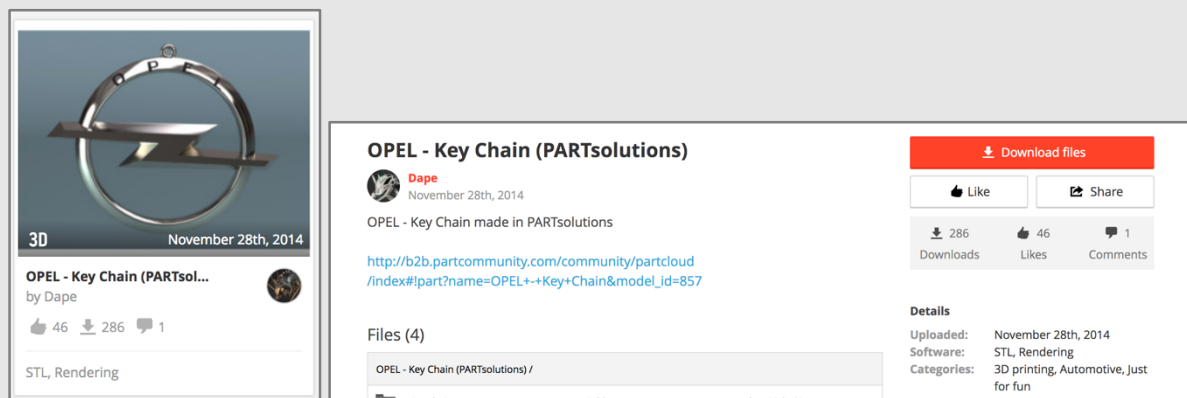 OPEL
3D
November 28th, 2014
OPEL - Key Chain (PARTsol...
by Dape
46 286 1
STL, Rendering
OPEL - Key Chain (PARTsolutions)
Dape
November 28th, 2014
OPEL - Key Chain made in PARTsolutions
http://b2b.partcommunity.com/community/partcloud
/index#!part?name=OPEL+-+Key+Chain&model_id=857
Files (4)
OPEL - Key Chain (PARTsolutions) /
Download files
Like Share
286 46 1
Downloads Likes Comments
Details
Uploaded: November 28th, 2014
Software: STL, Rendering
Categories: 3D printing, Automotive, Just
for fun